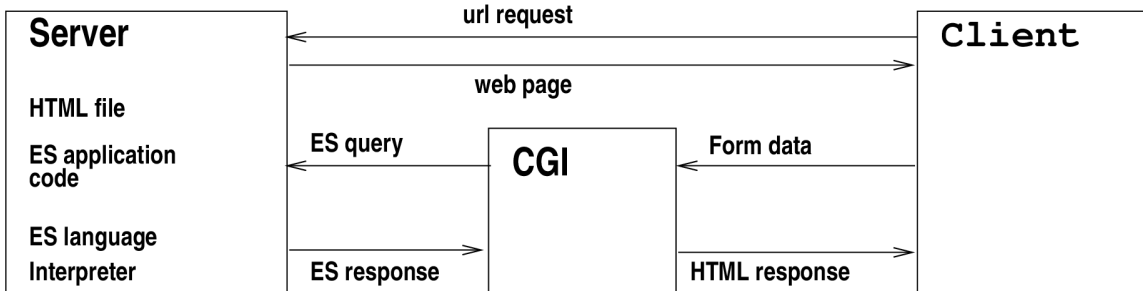 url request
Server
Client
web page
HTML file
ES application
code
ES query
CGI
Form data
ES language
Interpreter
ES response
HTML response